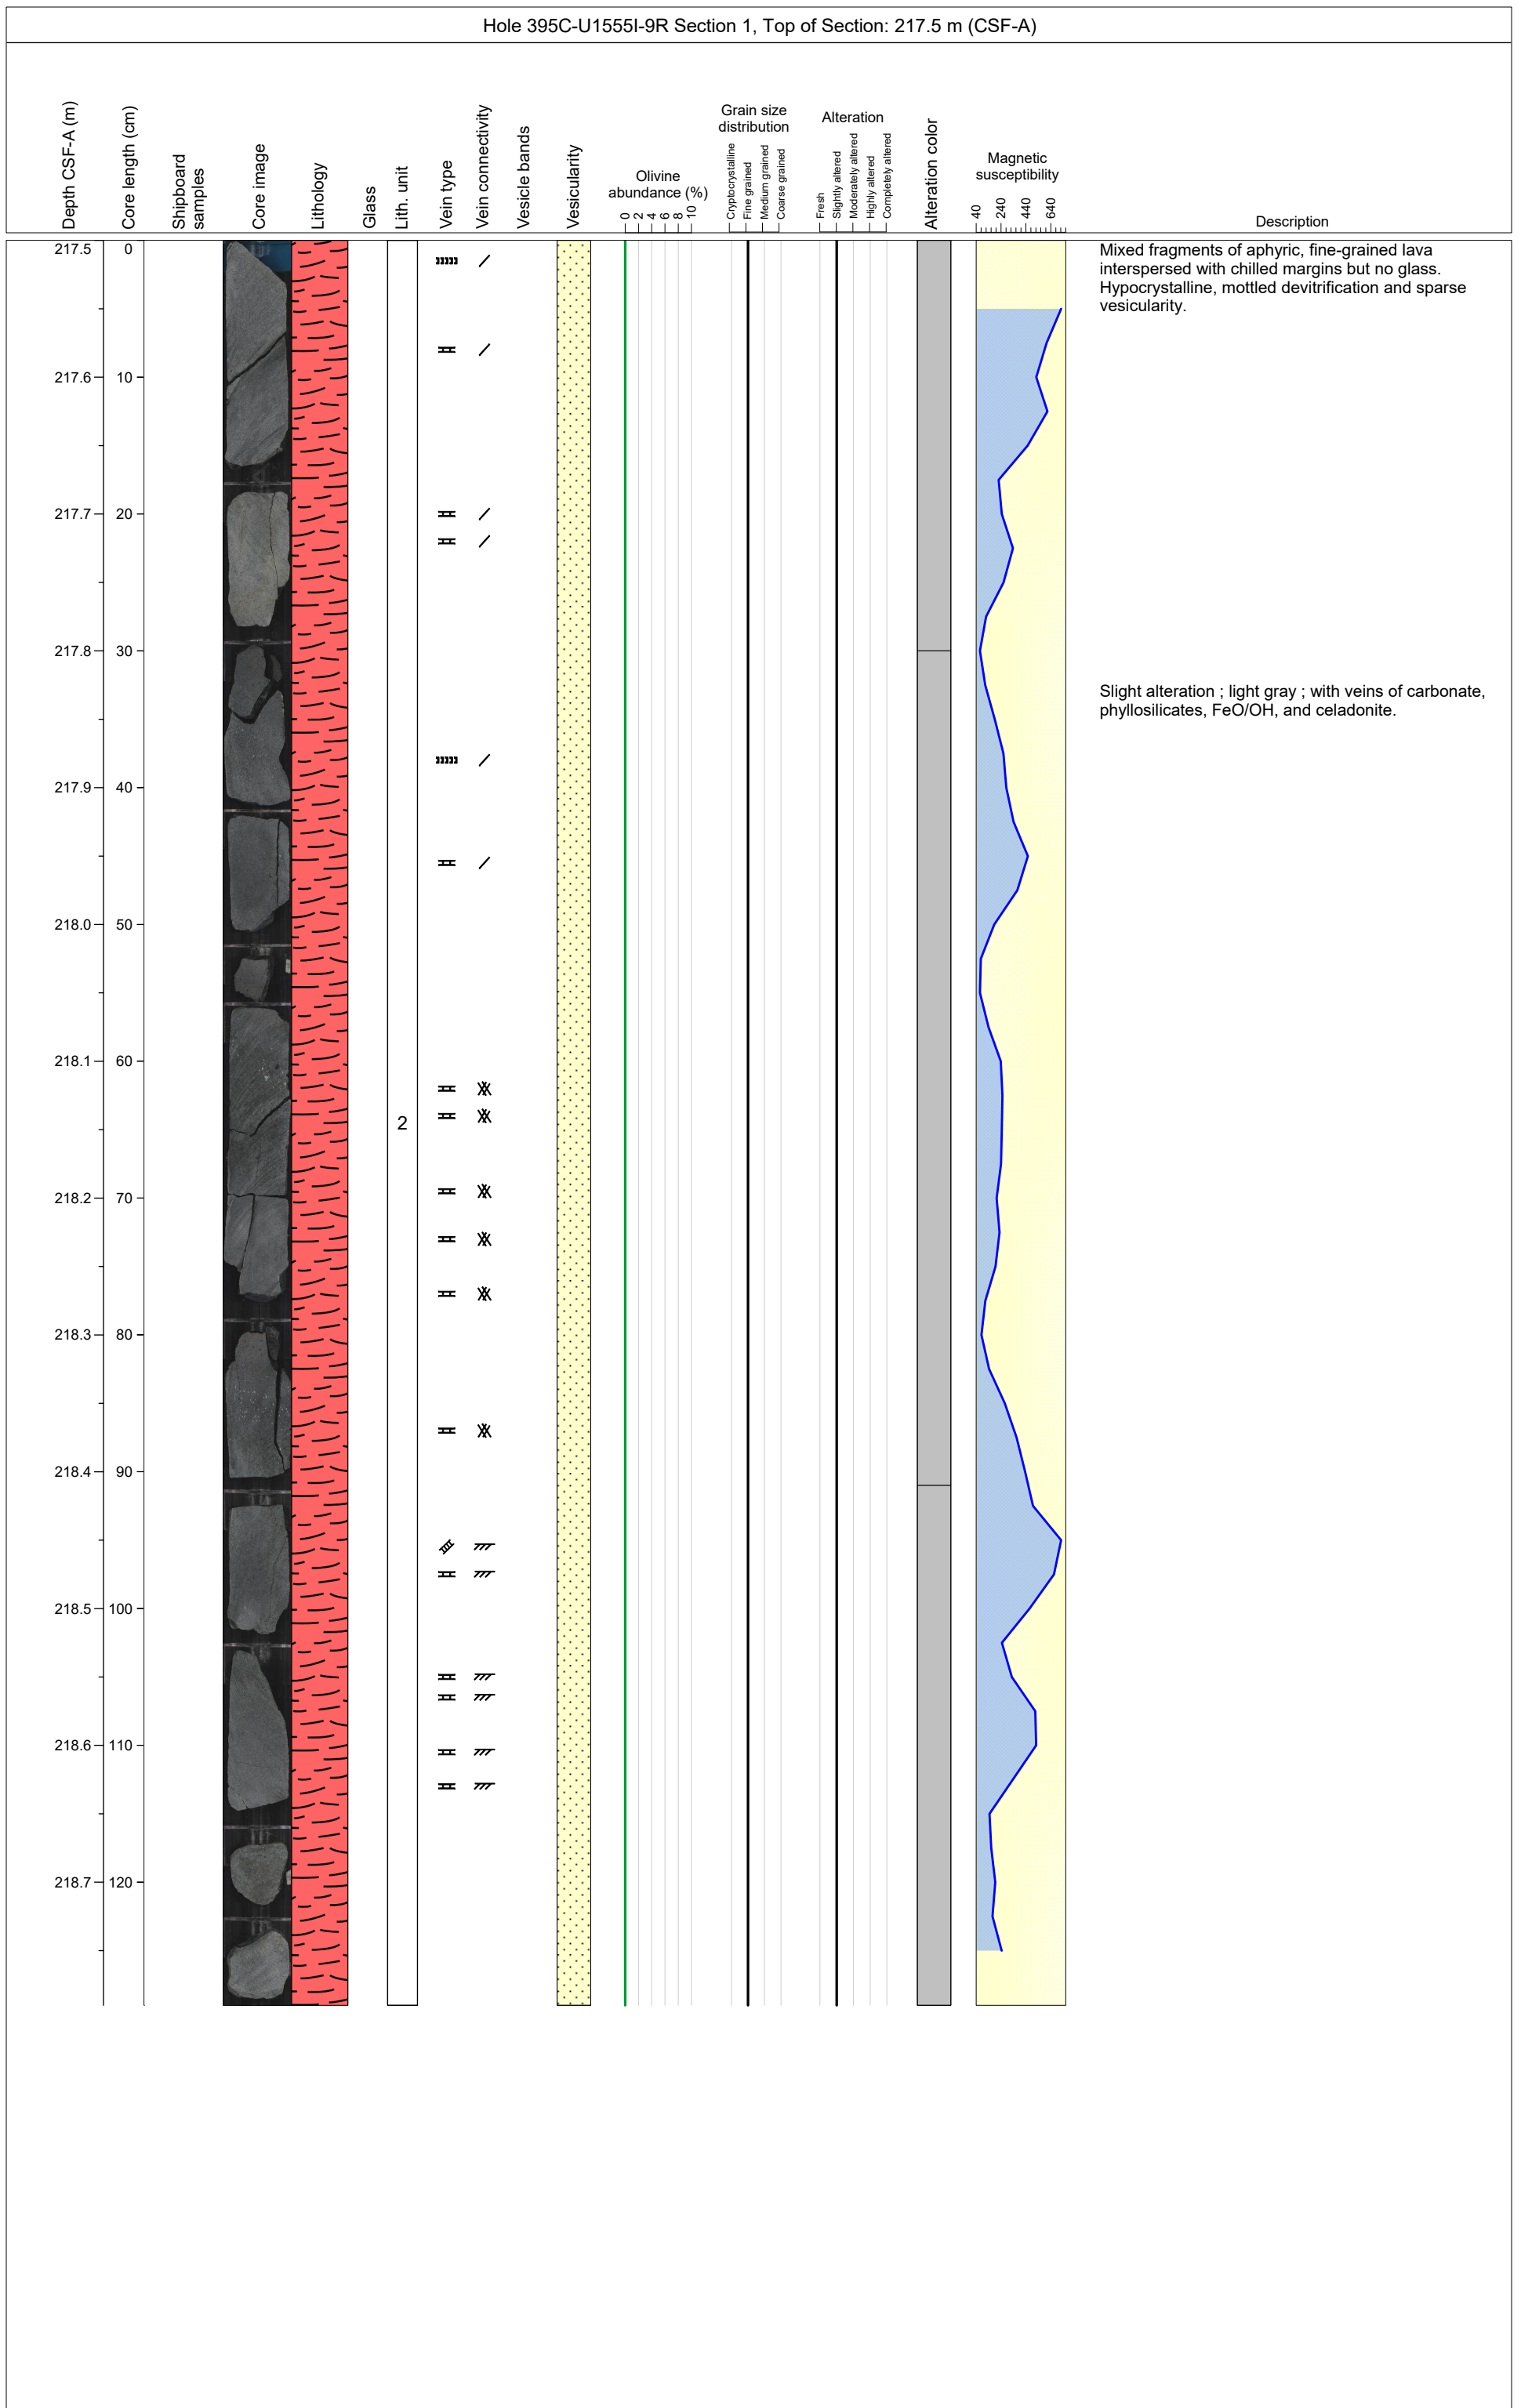 Hole 395C-U1555I-9R Section 1, Top of Section: 217.5 m (CSF-A)
Depth CSF-A (m)
Core length (cm)
Shipboard
samples
Core image
Lithology
Glass
Lith. unit
Vein type
Vein connectivity
Vesicle bands
Vesicularity
Olivine
abundance (%)
0 2 4 6 8 10
Grain size
distribution
Cryptocrystalline
Fine grained
Medium grained
Coarse grained
Alteration
Fresh
Slightly altered
Moderately altered
Highly altered
Completely altered
Alteration color
Magnetic
susceptibility
40 240 440 640
Description
217.5 0
217.6 10
217.7 20
217.8 30
217.9 40
218.0 50
218.1 60
218.2 70
218.3 80
218.4 90
218.5 100
218.6 110
218.7 120
2
Mixed fragments of aphyric, fine-grained lava
interspersed with chilled margins but no glass.
Hypocrystalline, mottled devitrification and sparse
vesicularity.
Slight alteration ; light gray ; with veins of carbonate,
phyllosilicates, FeO/OH, and celadonite.